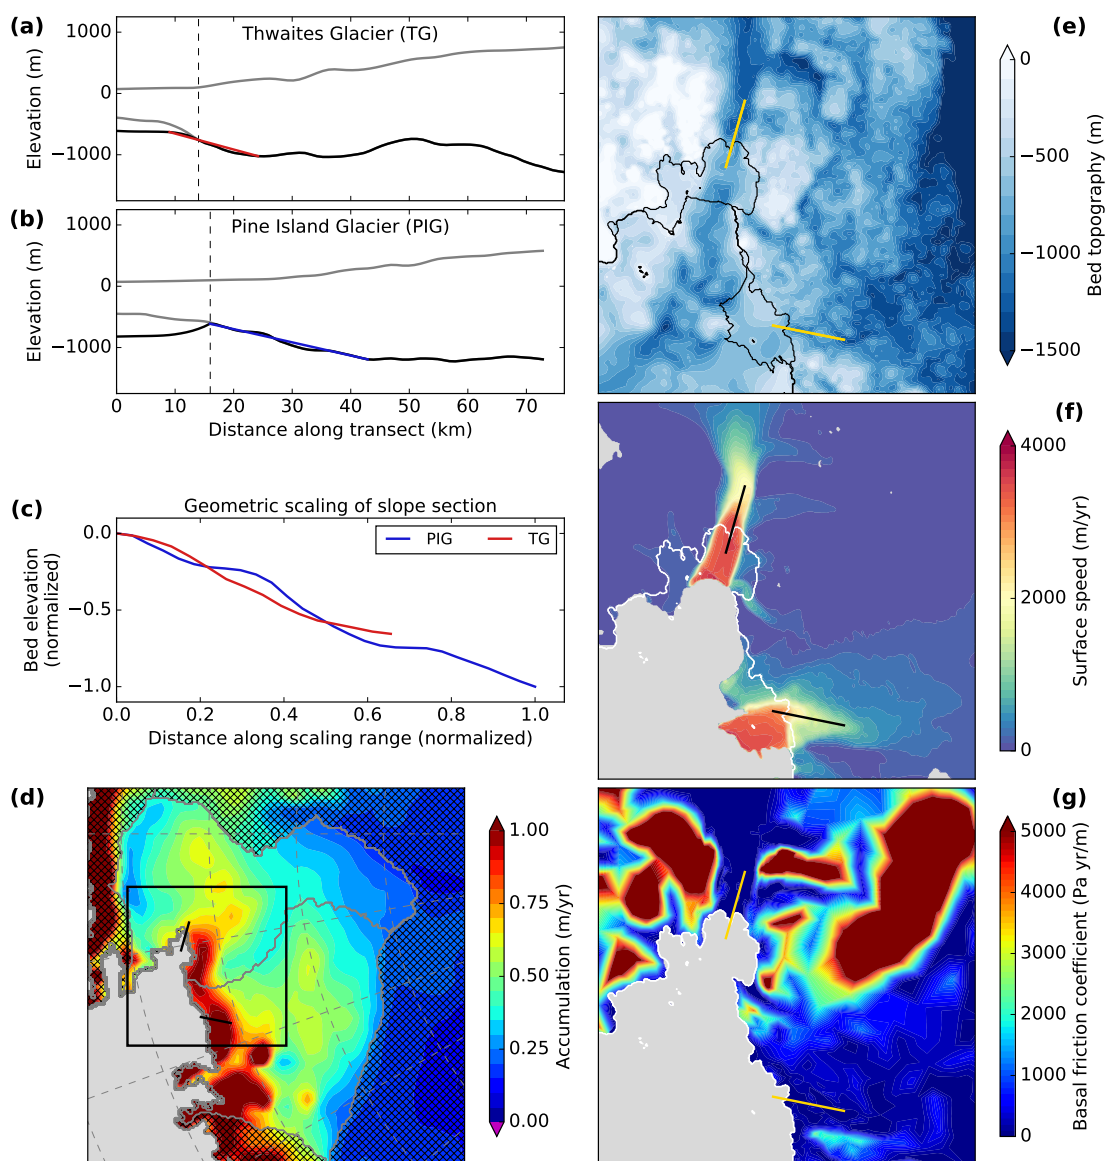 (a)
Thwaites Glacier (TG)
Elevation (m)
1000
0
−1000
(b)
Pine Island Glacier (PIG)
Elevation (m)
1000
0
−1000
0 10 20 30 40 50 60 70
Distance along transect (km)
(c)
Geometric scaling of slope section
PIG TG
Bed elevation
(normalized)
0.0
−0.5
−1.0
0.0 0.2 0.4 0.6 0.8 1.0
Distance along scaling range (normalized)
(d)
1.00
0.75
0.50
0.25
0.00
Accumulation (m/yr)
(e)
0
−500
−1000
−1500
Bed topography (m)
(f)
4000
2000
0
Surface speed (m/yr)
(g)
5000
4000
3000
2000
1000
0
Basal friction coefficient (Pa yr/m)